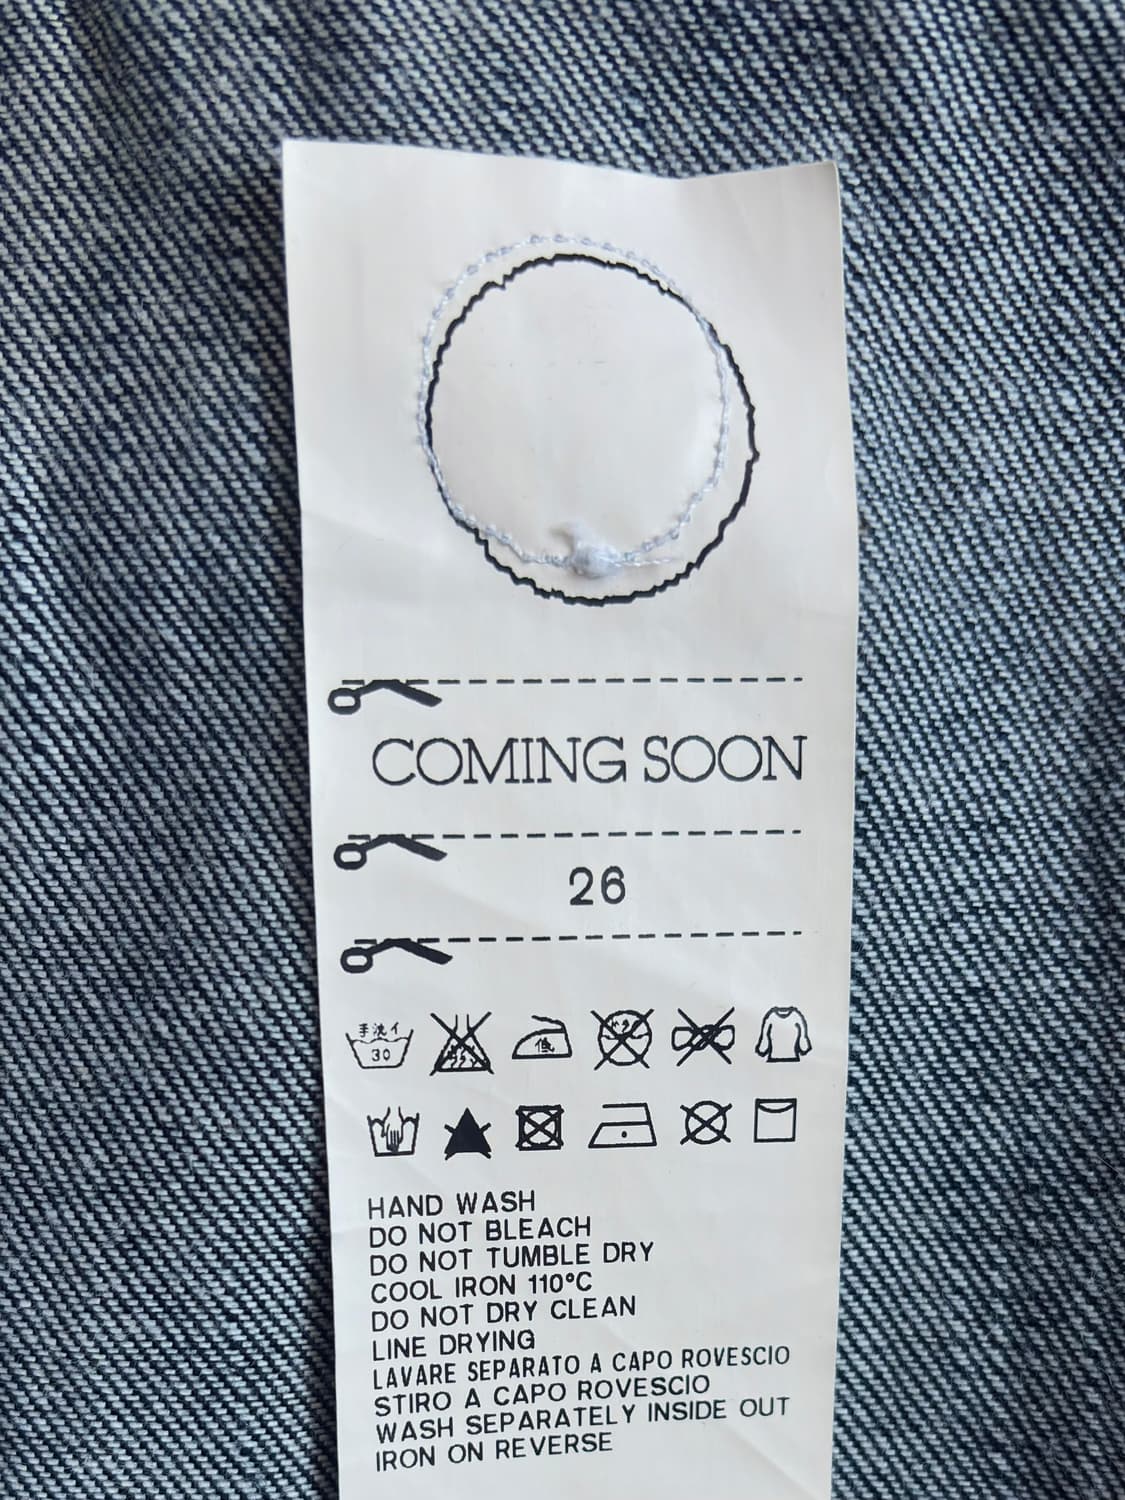 COMING SOON
26
手洗イ
30
低
HAND WASH
DO NOT BLEACH
DO NOT TUMBLE DRY
COOL IRON 110°C
DO NOT DRY CLEAN
LINE DRYING
LAVARE SEPARATO A CAPO ROVESCIO
STIRO A CAPO ROVESCIO
WASH SEPARATELY INSIDE OUT
IRON ON REVERSE